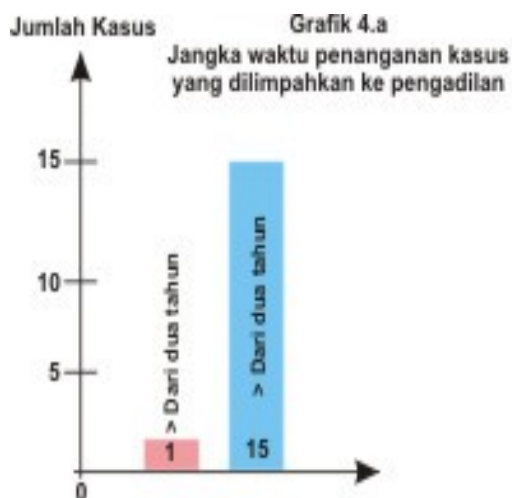 Jumlah Kasus
Grafik 4.a
Jangka waktu penanganan kasus
yang dilimpahkan ke pengadilan
15
10
5
0
> Dari dua tahun
1
> Dari dua tahun
15